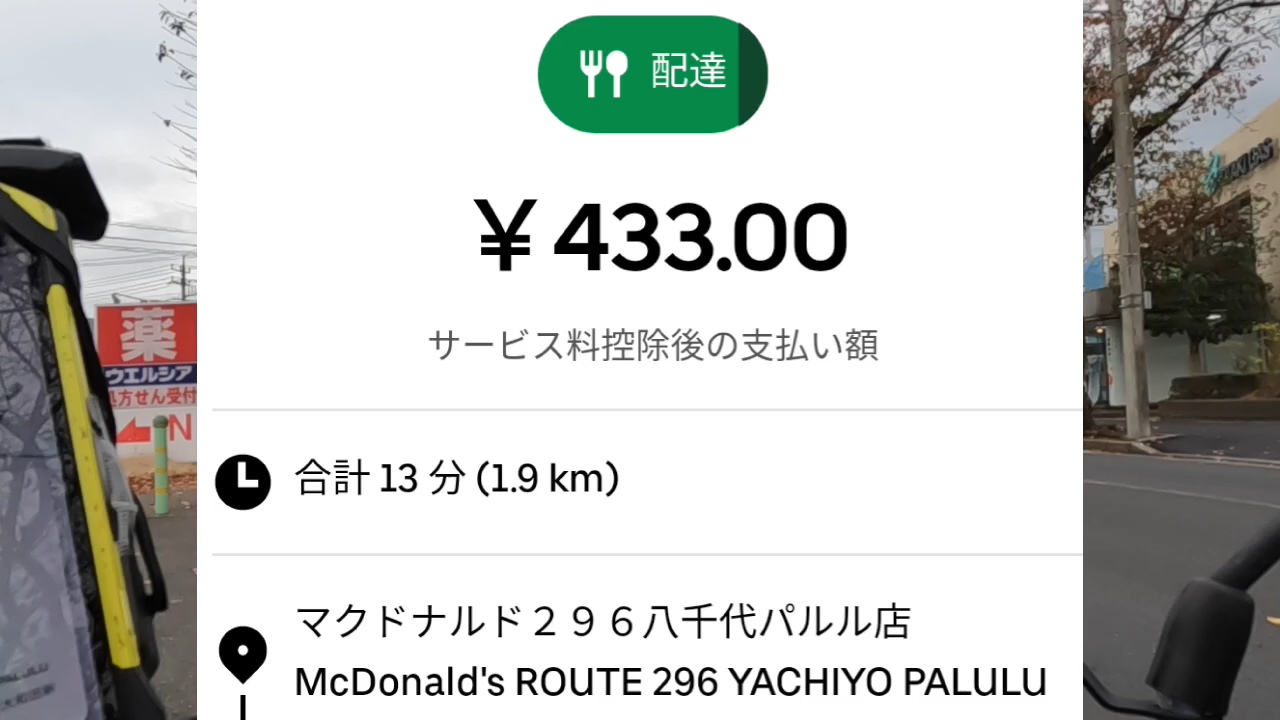 配達
￥433.00
サービス料控除後の支払い額
合計 13 分 (1.9 km)
マクドナルド２９６八千代パルル店
McDonald's ROUTE 296 YACHIYO PALULU
薬
ウエルシア
処方せん受付
N